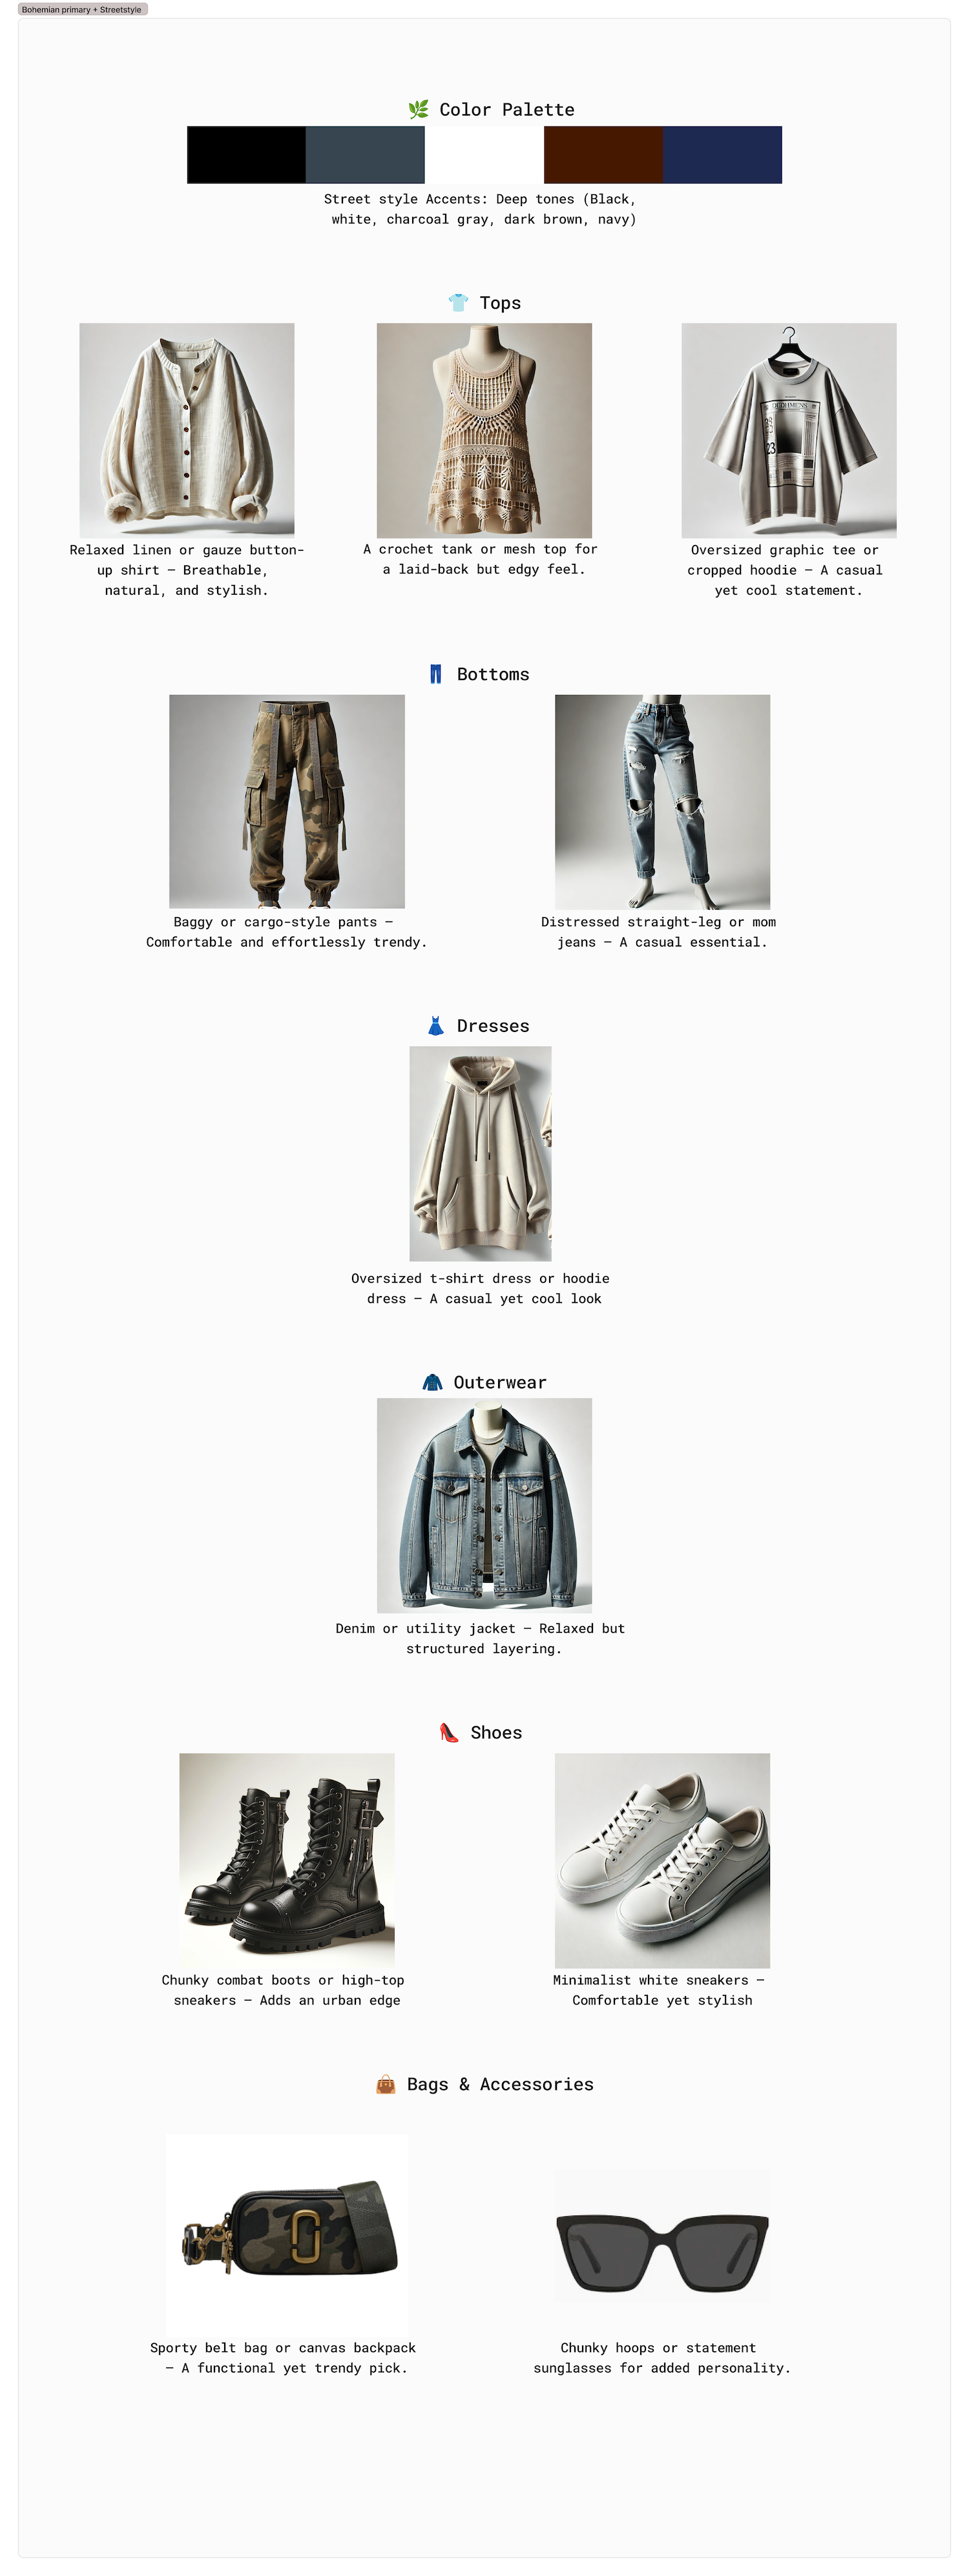 Bohemian primary + Streetstyle
🌿 Color Palette
Street style Accents: Deep tones (Black,
white, charcoal gray, dark brown, navy)
👕 Tops
23
Relaxed linen or gauze button-
up shirt – Breathable,
natural, and stylish.
A crochet tank or mesh top for
a laid-back but edgy feel.
Oversized graphic tee or
cropped hoodie – A casual
yet cool statement.
👖 Bottoms
Baggy or cargo-style pants –
Comfortable and effortlessly trendy.
Distressed straight-leg or mom
jeans – A casual essential.
👗 Dresses
Oversized t-shirt dress or hoodie
dress – A casual yet cool look
🧥 Outerwear
Denim or utility jacket – Relaxed but
structured layering.
👠 Shoes
Chunky combat boots or high-top
sneakers – Adds an urban edge
Minimalist white sneakers –
Comfortable yet stylish
👜 Bags & Accessories
Sporty belt bag or canvas backpack
– A functional yet trendy pick.
Chunky hoops or statement
sunglasses for added personality.